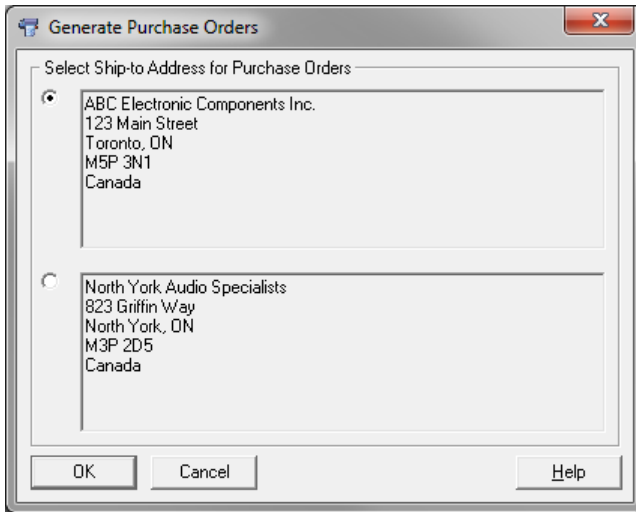 Generate Purchase Orders
Select Ship-to Address for Purchase Orders
ABC Electronic Components Inc.
123 Main Street
Toronto, ON
M5P 3N1
Canada
North York Audio Specialists
823 Griffin Way
North York, ON
M3P 2D5
Canada
OK Cancel Help